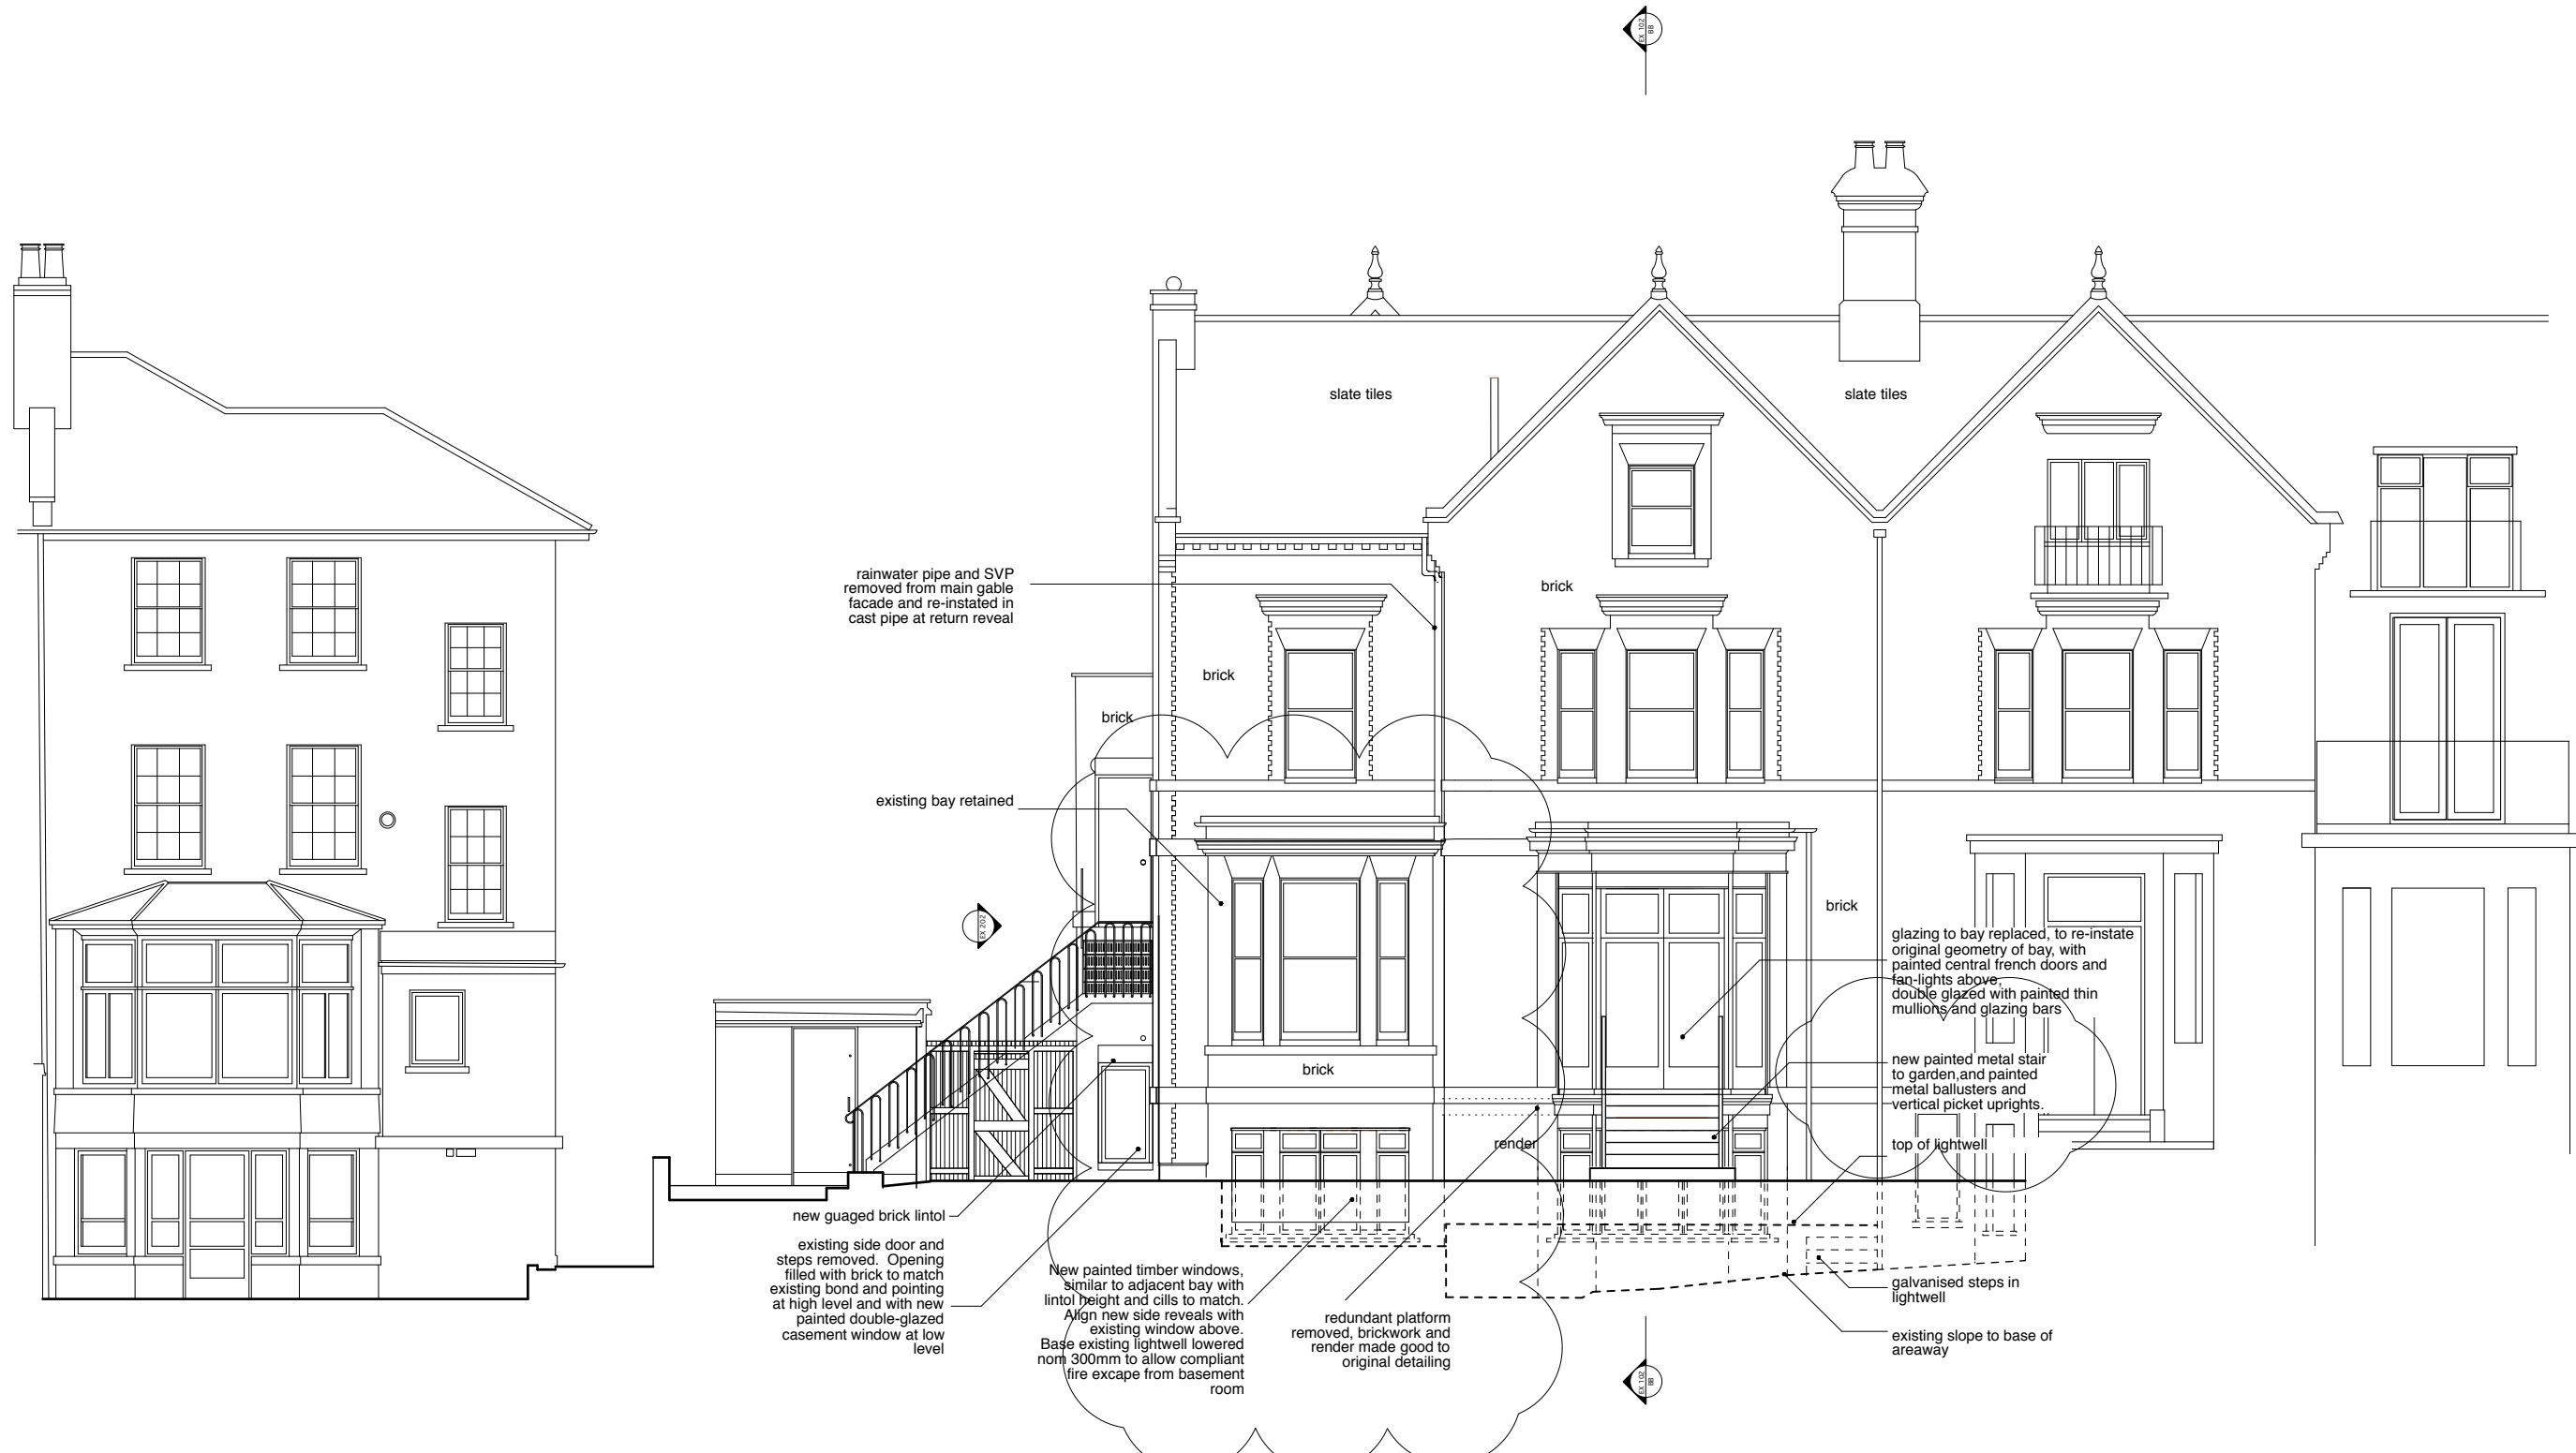 EX 102
BB
slate tiles
slate tiles
rainwater pipe and SVP
removed from main gable
facade and re-instated in
cast pipe at return reveal
brick
brick
brick
existing bay retained
EX 202
brick
glazing to bay replaced, to re-instate
original geometry of bay, with
painted central french doors and
fan-lights above,
double glazed with painted thin
mullions and glazing bars
brick
new painted metal stair
to garden,and painted
metal ballusters and
vertical picket uprights.
render
top of lightwell
new guaged brick lintol
existing side door and
steps removed.  Opening
filled with brick to match
existing bond and pointing
at high level and with new
painted double-glazed
casement window at low
level
New painted timber windows,
similar to adjacent bay with
lintol height and cills to match.
Align new side reveals with
existing window above.
Base existing lightwell lowered
nom 300mm to allow compliant
fire excape from basement
room
redundant platform
removed, brickwork and
render made good to
original detailing
galvanised steps in
lightwell
existing slope to base of
areaway
EX 102
BB